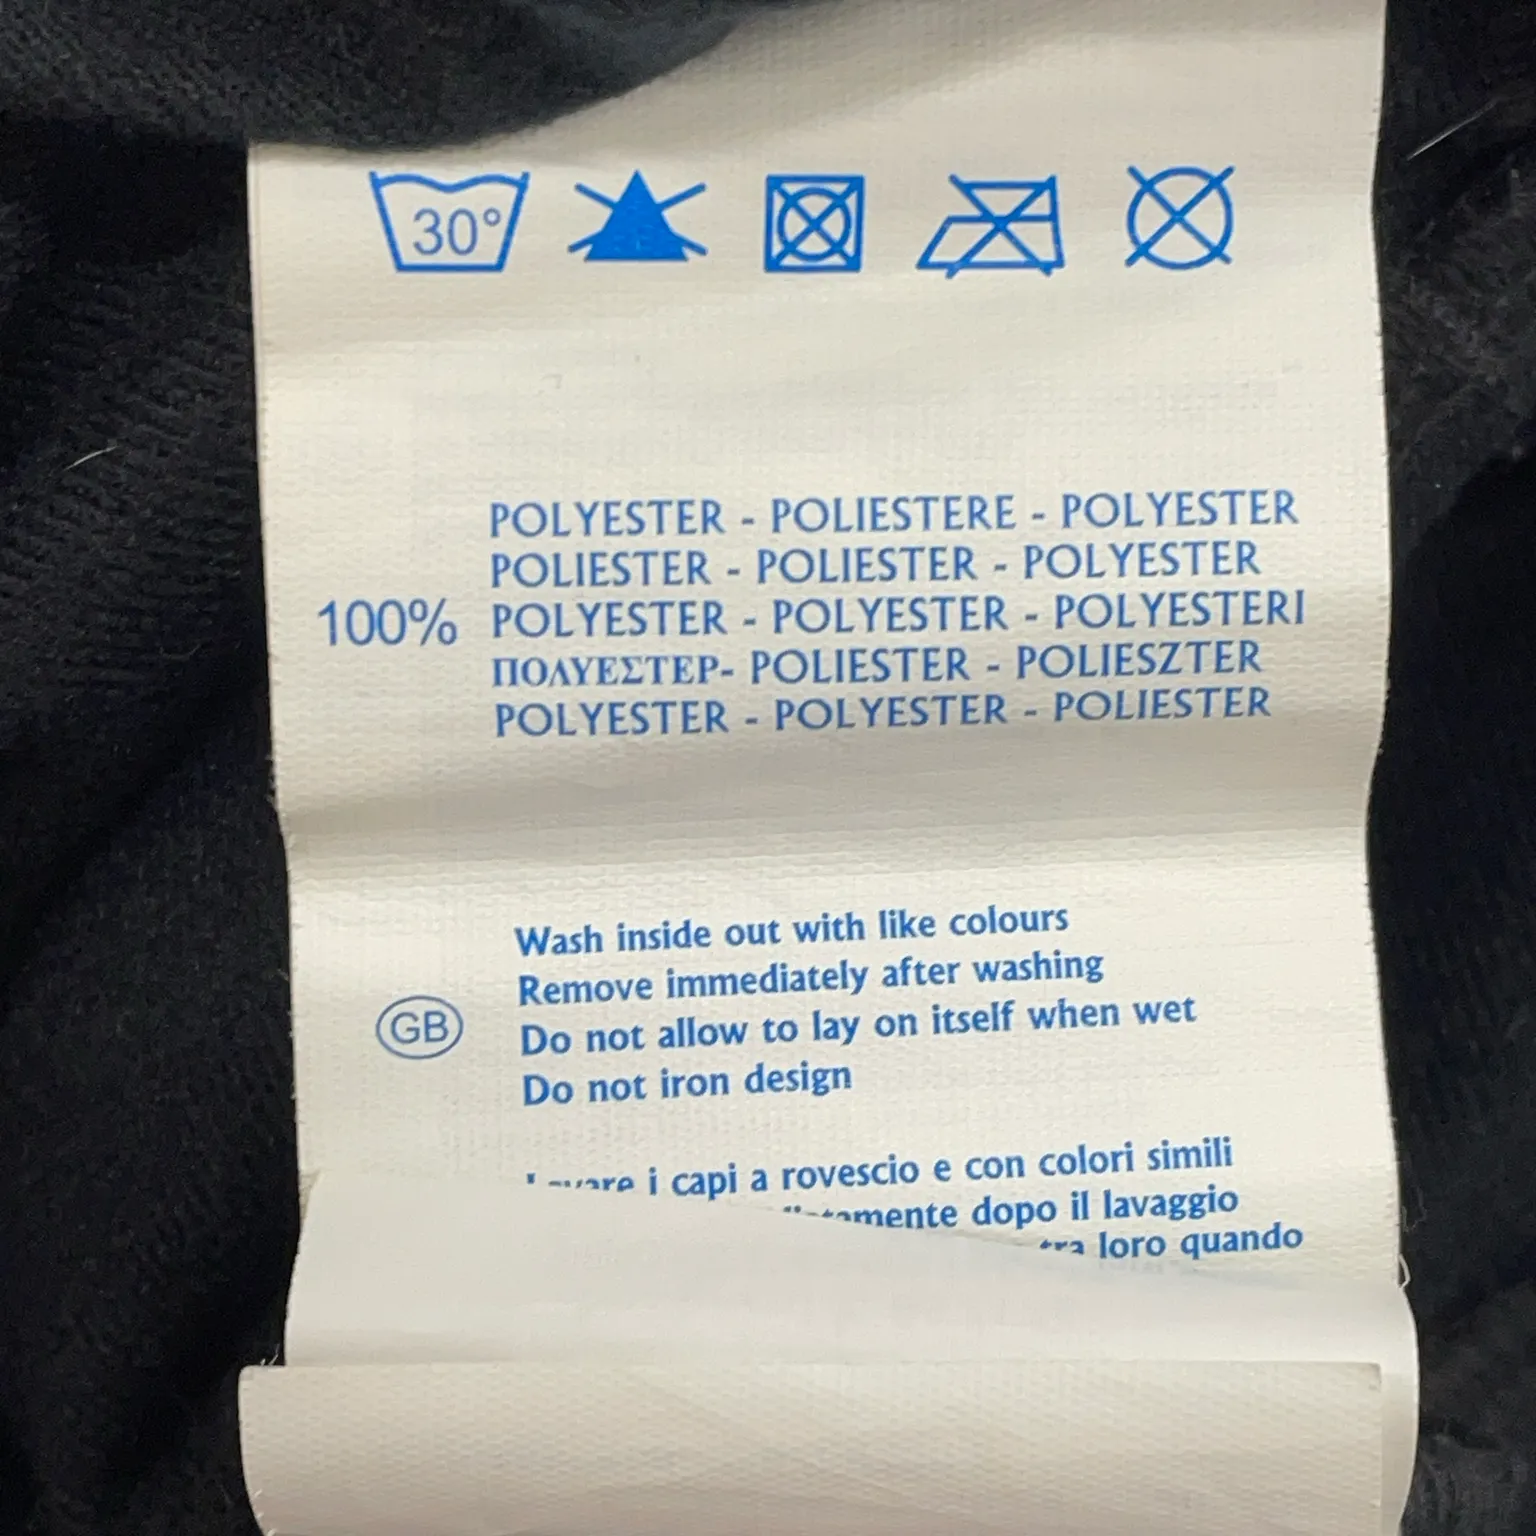 30°
POLYESTER - POLIESTERE - POLYESTER
POLIESTER - POLIESTER - POLYESTER
100% POLYESTER - POLYESTER - POLYESTERI
ΠΟΛΥΕΣΤΕΡ- POLIESTER - POLIESZTER
POLYESTER - POLYESTER - POLIESTER
Wash inside out with like colours
Remove immediately after washing
GB
Do not allow to lay on itself when wet
Do not iron design
i capi a rovescio e con colori simili
dopo il lavaggio
loro quando